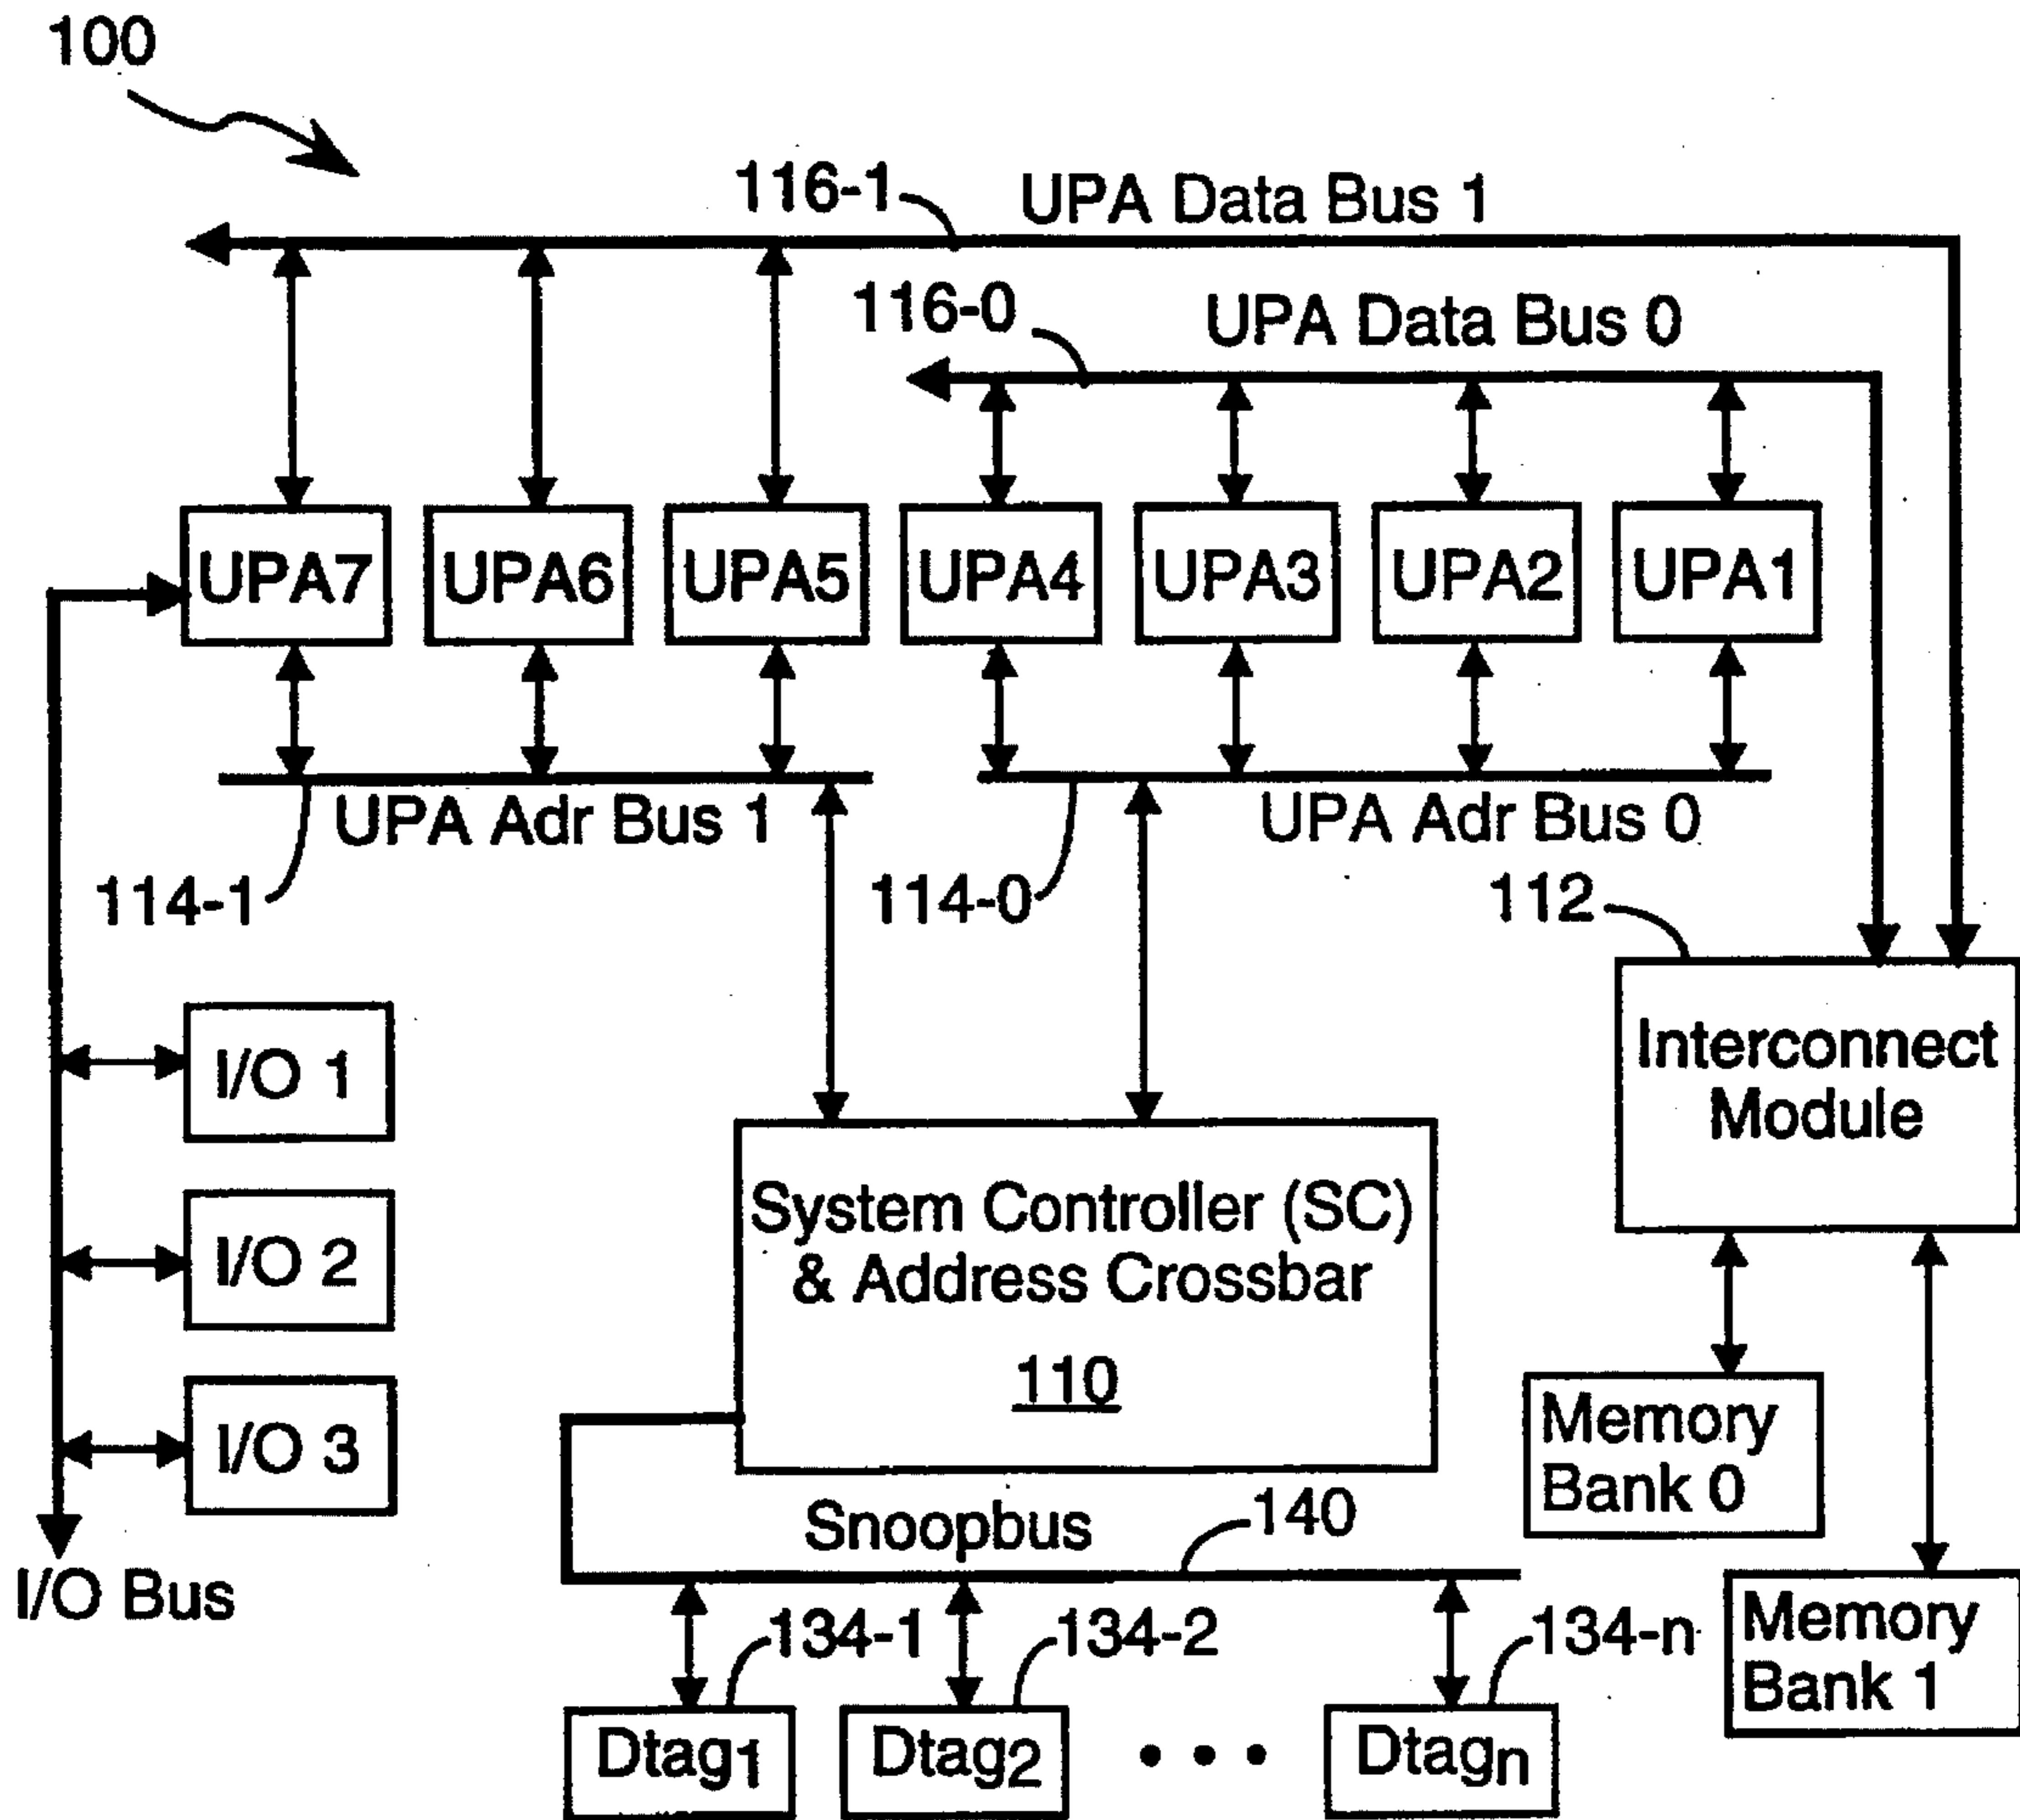 100
116-1
UPA Data Bus 1
116-0
UPA Data Bus 0
UPA7
UPA6
UPA5
UPA4
UPA3
UPA2
UPA1
UPA Adr Bus 1
UPA Adr Bus 0
114-1
114-0
112
Interconnect
Module
I/O 1
I/O 2
I/O 3
I/O Bus
System Controller (SC)
& Address Crossbar
110
Memory
Bank 0
Memory
Bank 1
Snoopbus
140
134-1
134-2
134-n
Dtag1
Dtag2
• • •
Dtagn